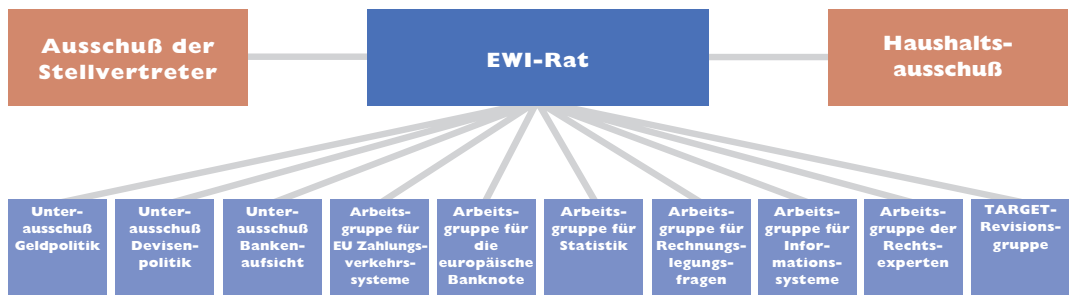 Ausschuß der
Stellvertreter
EWI-Rat
Haushalts-
ausschuß
Unter-
ausschuß
Geldpolitik
Unter-
ausschuß
Devisen-
politik
Unter-
ausschuß
Banken-
aufsicht
Arbeits-
gruppe für
EU Zahlungs-
verkehrs-
systeme
Arbeits-
gruppe für
die
europäische
Banknote
Arbeits-
gruppe für
Statistik
Arbeits-
gruppe für
Rechnungs-
legungs-
fragen
Arbeits-
gruppe für
Infor-
mations-
systeme
Arbeits-
gruppe der
Rechts-
experten
TARGET-
Revisions-
gruppe